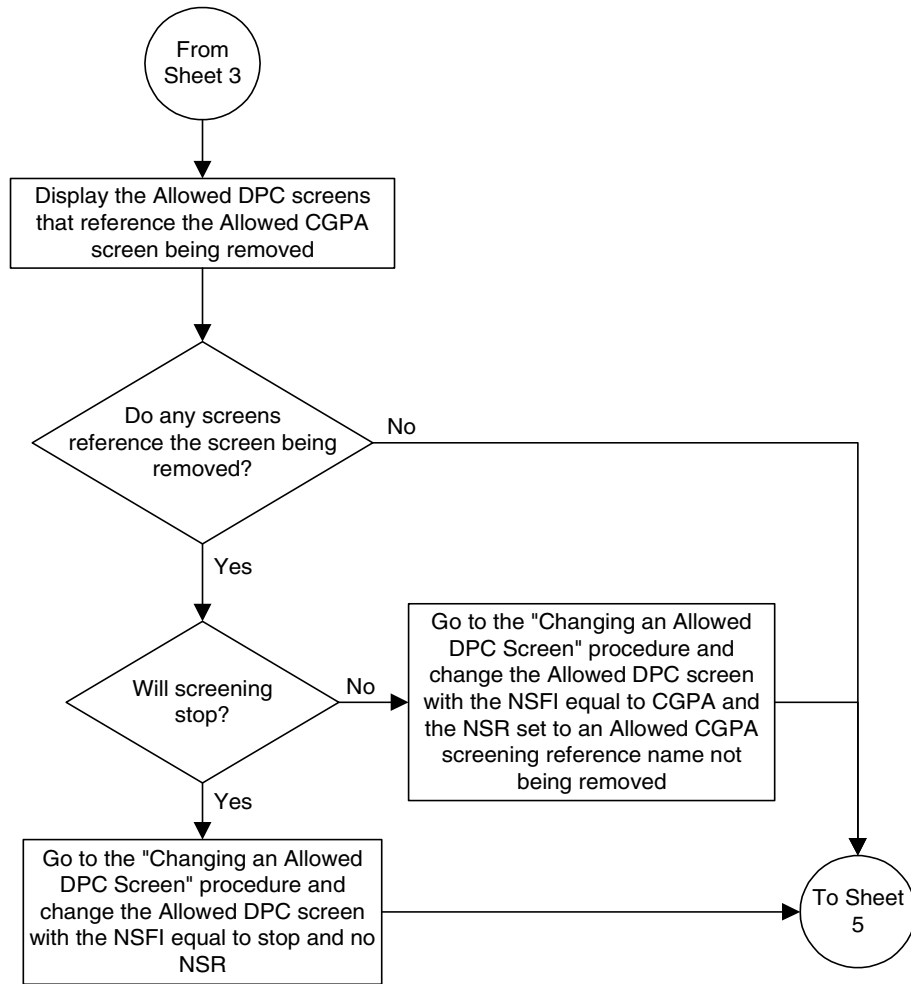 From
Sheet 3
Display the Allowed DPC screens
that reference the Allowed CGPA
screen being removed
Do any screens
reference the screen being
removed?
No
Yes
Will screening
stop?
No
Go to the "Changing an Allowed
DPC Screen" procedure and
change the Allowed DPC screen
with the NSFI equal to CGPA and
the NSR set to an Allowed CGPA
screening reference name not
being removed
Yes
Go to the "Changing an Allowed
DPC Screen" procedure and
change the Allowed DPC screen
with the NSFI equal to stop and no
NSR
To Sheet
5